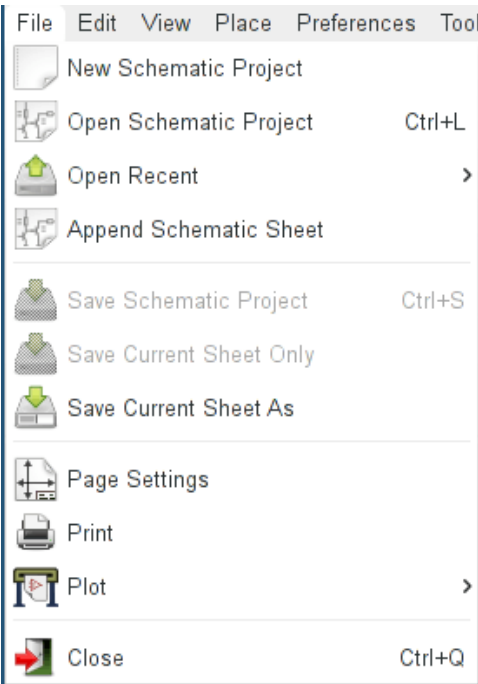 File Edit View Place Preferences
New Schematic Project
Open Schematic Project Ctrl+L
Open Recent
Append Schematic Sheet
Save Schematic Project Ctrl+S
Save Current Sheet Only
Save Current Sheet As
Page Settings
Print
Plot
Close Ctrl+Q